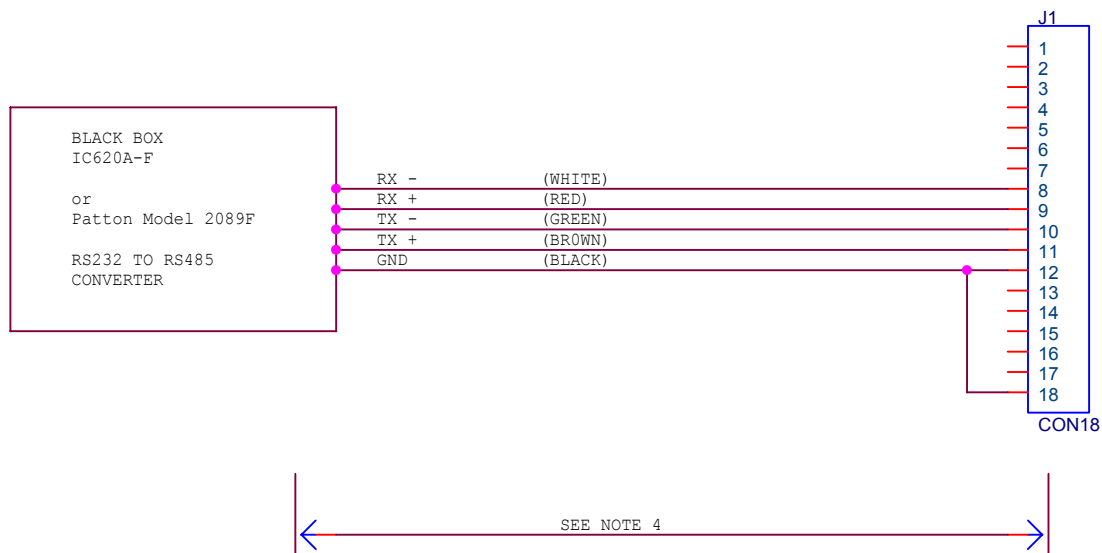 J1
1
2
3
4
5
6
7
8
9
10
11
12
13
14
15
16
17
18
CON18
BLACK BOX
IC620A-F
or
Patton Model 2089F
RS232 TO RS485
CONVERTER
RX - (WHITE)
RX + (RED)
TX - (GREEN)
TX + (BR0WN)
GND (BLACK)
SEE NOTE 4